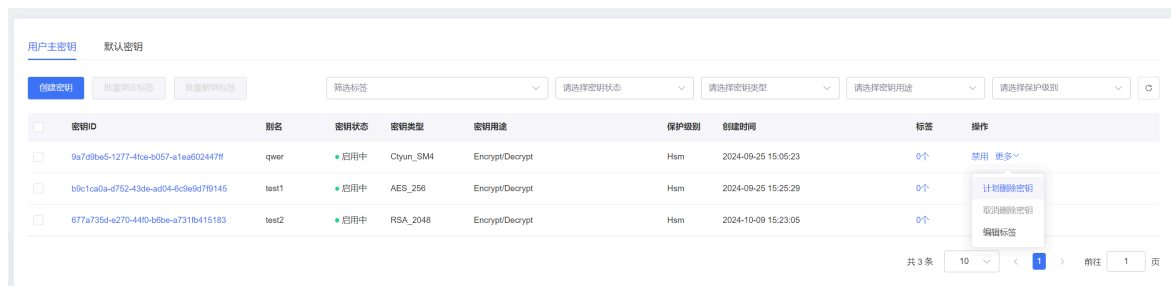 用户主密钥 默认密钥
创建密钥 批量绑定标签 批量解绑标签 筛选标签 请选择密钥状态 请选择密钥类型 请选择密钥用途 请选择保护级别
密钥ID 别名 密钥状态 密钥类型 密钥用途 保护级别 创建时间 标签 操作
9a7d9be5-1277-4fce-b057-a1ea602447ff qwer 启用中 Ctyun_SM4 Encrypt/Decrypt Hsm 2024-09-25 15:05:23 0个 禁用 更多
b9c1ca0a-d752-43de-ad04-6c9e9d7f9145 test1 启用中 AES_256 Encrypt/Decrypt Hsm 2024-09-25 15:25:29 0个 计划删除密钥
取消删除密钥
677a735d-e270-44f0-b6be-a731fb415183 test2 启用中 RSA_2048 Encrypt/Decrypt Hsm 2024-10-09 15:23:05 0个
编辑标签
共 3 条 10 1 前往 1 页